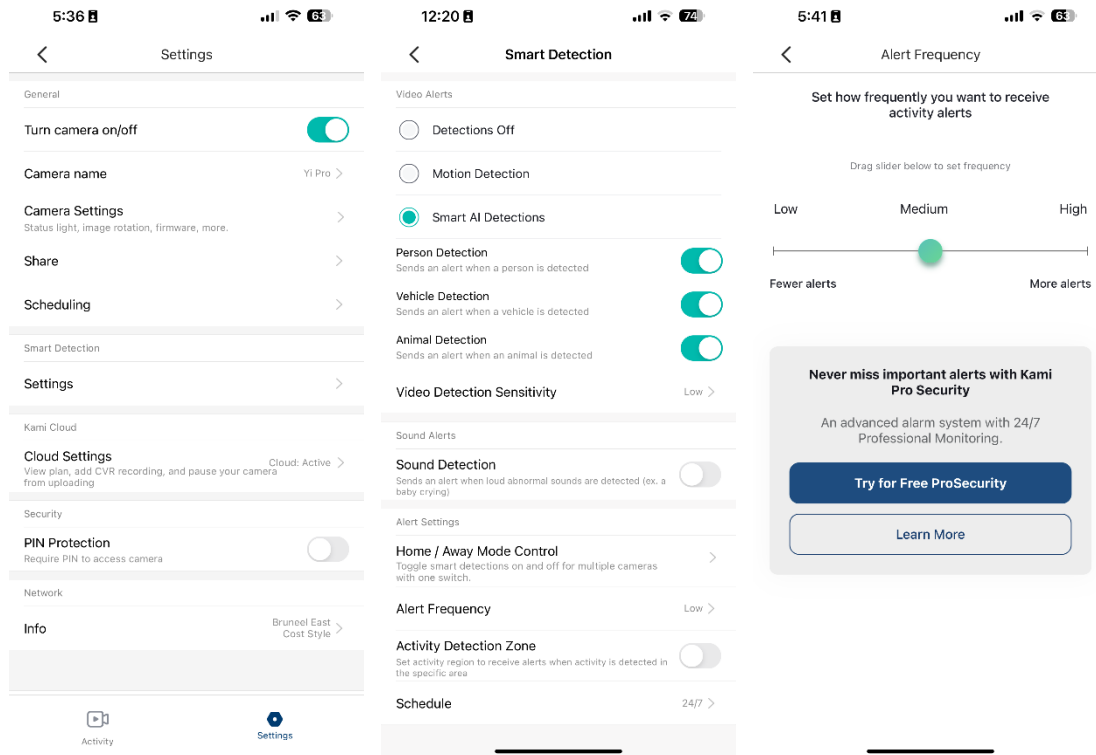 5:36
63
Settings
General
Turn camera on/off
Camera name
Yi Pro
Camera Settings
Status light, image rotation, firmware, more.
Share
Scheduling
Smart Detection
Settings
Kami Cloud
Cloud Settings
Cloud: Active
View plan, add CVR recording, and pause your camera
from uploading
Security
PIN Protection
Require PIN to access camera
Network
Info
Bruneel East
Cost Style
Activity
Settings
12:20
74
Smart Detection
Video Alerts
Detections Off
Motion Detection
Smart AI Detections
Person Detection
Sends an alert when a person is detected
Vehicle Detection
Sends an alert when a vehicle is detected
Animal Detection
Sends an alert when an animal is detected
Video Detection Sensitivity
Low
Sound Alerts
Sound Detection
Sends an alert when loud abnormal sounds are detected (ex. a
baby crying)
Alert Settings
Home / Away Mode Control
Toggle smart detections on and off for multiple cameras
with one switch.
Alert Frequency
Low
Activity Detection Zone
Set activity region to receive alerts when activity is detected in
the specific area
Schedule
24/7
5:41
63
Alert Frequency
Set how frequently you want to receive
activity alerts
Drag slider below to set frequency
Low
Medium
High
Fewer alerts
More alerts
Never miss important alerts with Kami
Pro Security
An advanced alarm system with 24/7
Professional Monitoring.
Try for Free ProSecurity
Learn More